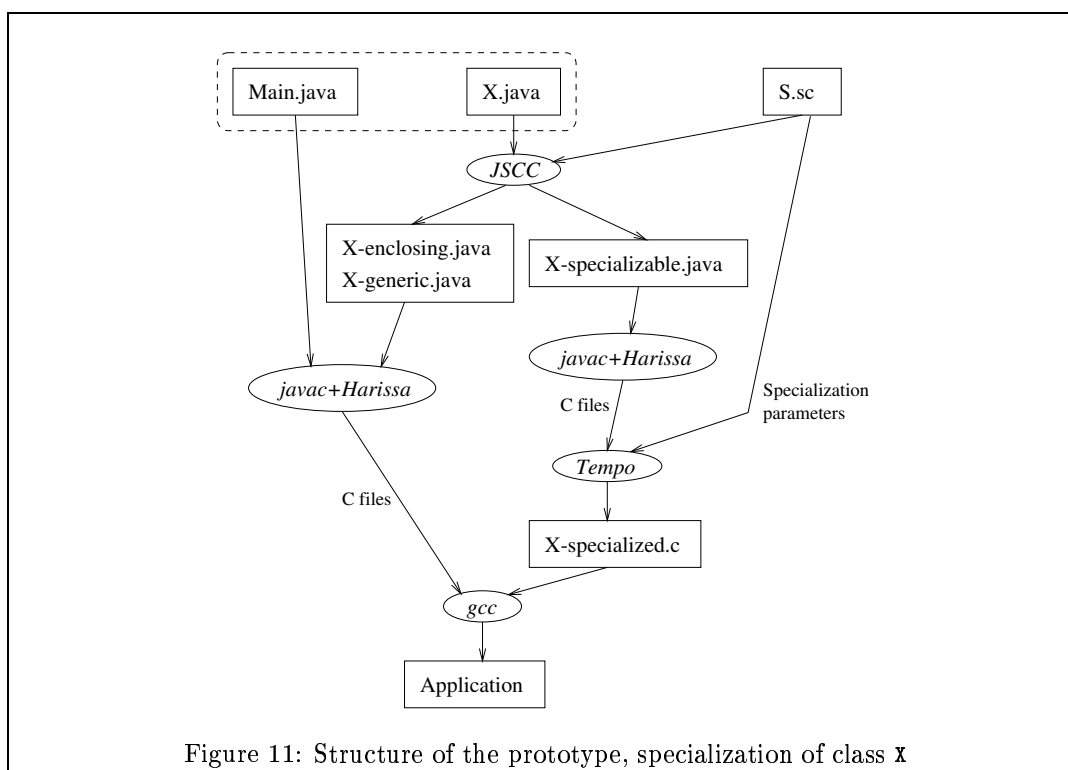 Main.java
X.java
S.sc
JSCC
X-enclosing.java
X-generic.java
X-specializable.java
javac+Harissa
javac+Harissa
Specialization
parameters
C files
Tempo
C files
X-specialized.c
gcc
Application
Figure 11: Structure of the prototype, specialization of class X